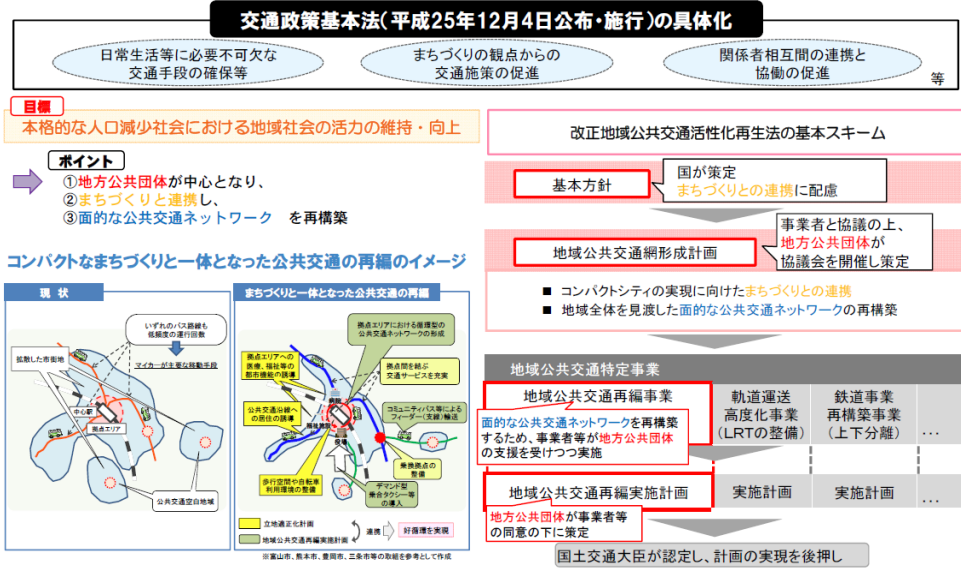 交通政策基本法（平成25年12月4日公布・施行）の具体化
日常生活等に必要不可欠な
交通手段の確保等
まちづくりの観点からの
交通施策の促進
関係者相互間の連携と
協働の促進
等
目標
本格的な人口減少社会における地域社会の活力の維持・向上
ポイント
①地方公共団体が中心となり、
②まちづくりと連携し、
③面的な公共交通ネットワーク　を再構築
コンパクトなまちづくりと一体となった公共交通の再編のイメージ
現状
いずれのバス路線も
低頻度の運行回数
マイカーが主要な移動手段
拡散した市街地
中心駅
拠点エリア
公共交通空白地域
まちづくりと一体となった公共交通の再編
拠点エリアにおける循環型の
公共交通ネットワークの形成
拠点エリアへの
医療、福祉等の
都市機能の誘導
拠点間を結ぶ
交通サービスを充実
公共交通沿線へ
の居住の誘導
コミュニティバス等による
フィーダー（支線）輸送
病院
福祉施設
役場
乗換拠点の
整備
歩行空間や自転車
利用環境の整備
デマンド型
乗合タクシー等
の導入
立地適正化計画
地域公共交通再編実施計画
連携
好循環を実現
※富山市、熊本市、豊岡市、三条市等の取組を参考として作成
改正地域公共交通活性化再生法の基本スキーム
基本方針
国が策定
まちづくりとの連携に配慮
地域公共交通網形成計画
事業者と協議の上、
地方公共団体が
協議会を開催し策定
■ コンパクトシティの実現に向けたまちづくりとの連携
■ 地域全体を見渡した面的な公共交通ネットワークの再構築
地域公共交通特定事業
地域公共交通再編事業
面的な公共交通ネットワークを再構築
するため、事業者等が地方公共団体
の支援を受けつつ実施
軌道運送
高度化事業
（LRTの整備）
鉄道事業
再構築事業
（上下分離）
…
地域公共交通再編実施計画
実施計画
実施計画
…
地方公共団体が事業者等
の同意の下に策定
国土交通大臣が認定し、計画の実現を後押し